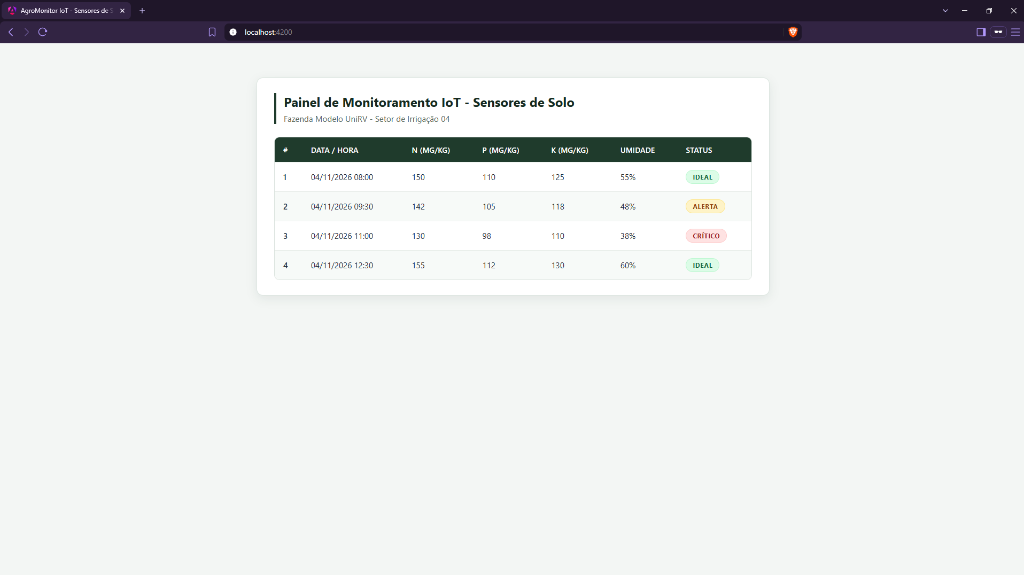 AgroMonitor IoT - Sensores de S
localhost:4200
Painel de Monitoramento IoT - Sensores de Solo
Fazenda Modelo UniRV - Setor de Irrigação 04
# DATA / HORA N (MG/KG) P (MG/KG) K (MG/KG) UMIDADE STATUS
1 04/11/2026 08:00 150 110 125 55% IDEAL
2 04/11/2026 09:30 142 105 118 48% ALERTA
3 04/11/2026 11:00 130 98 110 38% CRÍTICO
4 04/11/2026 12:30 155 112 130 60% IDEAL